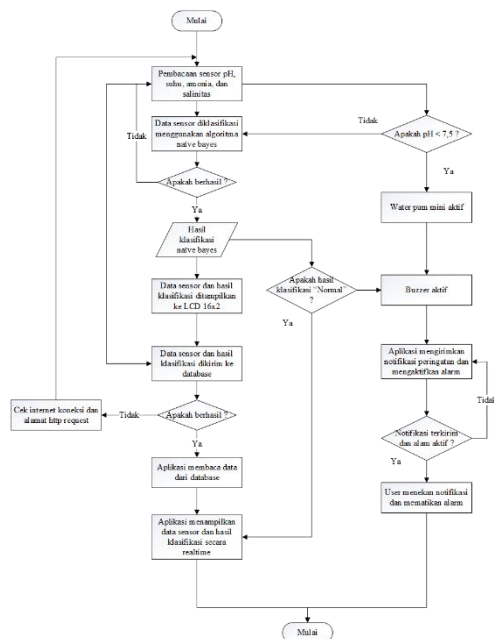 Mulai
Pembacaan sensor pH,
suhu, amonia, dan
salinitas
Data sensor diklasifikasi
menggunakan algoritma
naive bayes
Tidak
Apakah berhasil ?
Ya
Hasil
klasifikasi
naive bayes
Data sensor dan hasil
klasifikasi ditampilkan
ke LCD 16x2
Data sensor dan hasil
klasifikasi dikirim ke
database
Apakah berhasil ?
Tidak
Cek internet koneksi dan
alamat http request
Ya
Aplikasi membaca data
dari database
Aplikasi menampilkan
data sensor dan hasil
klasifikasi secara
realtime
Tidak
Apakah pH < 7,5 ?
Ya
Water pum mini aktif
Apakah hasil
klasifikasi “Normal”
?
Ya
Buzzer aktif
Aplikasi mengirimkan
notifikasi peringatan dan
mengaktifkan alarm
Tidak
Notifikasi terkirim
dan alam aktif ?
Ya
User menekan notifikasi
dan mematikan alarm
Mulai